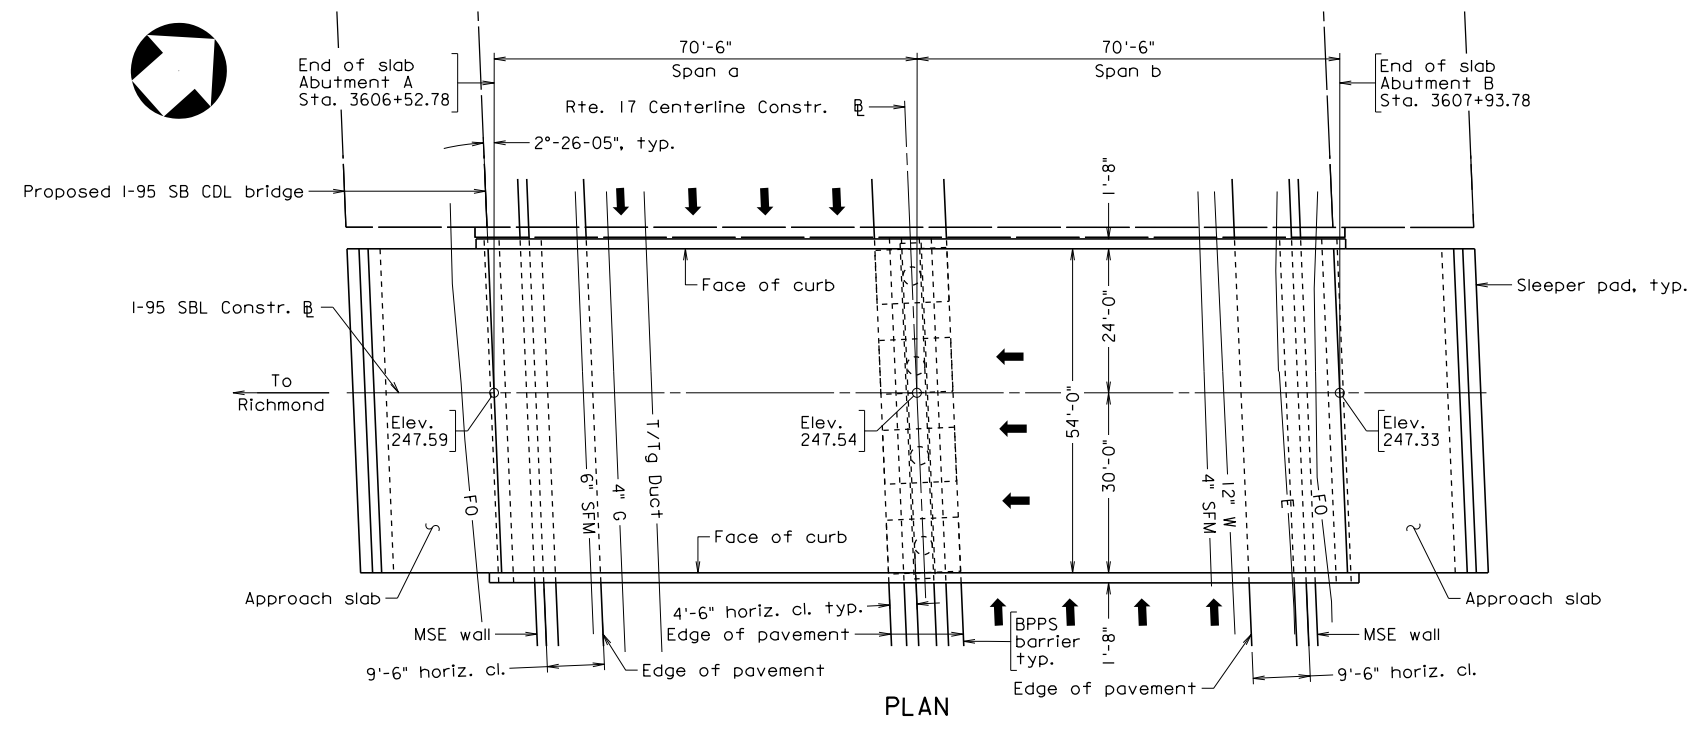 70'-6"
Span a
70'-6"
Span b
End of slab
Abutment A
Sta. 3606+52.78
End of slab
Abutment B
Sta. 3607+93.78
Rte. 17 Centerline Constr. BL
2°-26-05", typ.
1'-8"
Proposed I-95 SB CDL bridge
Face of curb
Sleeper pad, typ.
I-95 SBL Constr. BL
24'-0"
To
Richmond
Elev.
247.59
Elev.
247.54
Elev.
247.33
54'-0"
30'-0"
FO
6" SFM
4" G
T/Tg Duct
4" SFM
12" W
E
FO
Face of curb
Approach slab
Approach slab
4'-6" horiz. cl. typ.
MSE wall
Edge of pavement
BPPS
barrier
typ.
1'-8"
MSE wall
9'-6" horiz. cl.
Edge of pavement
Edge of pavement
9'-6" horiz. cl.
PLAN